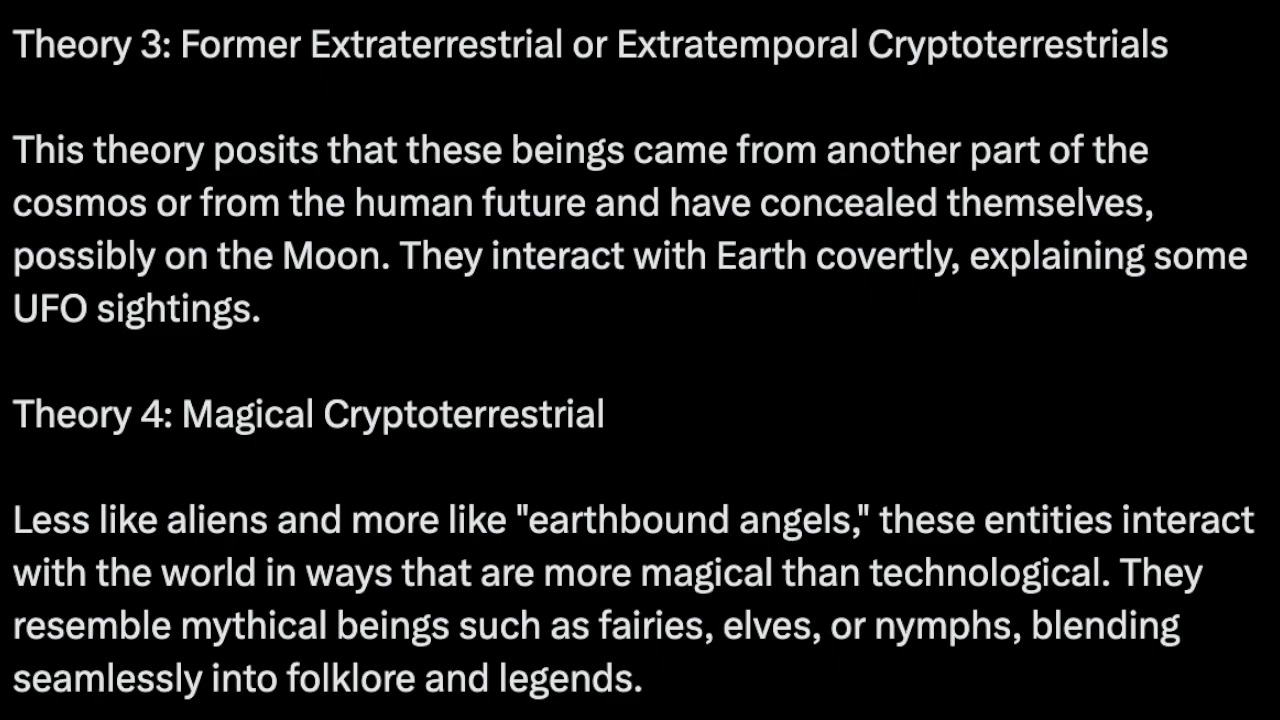 Theory 3: Former Extraterrestrial or Extratemporal Cryptoterrestrials
This theory posits that these beings came from another part of the
cosmos or from the human future and have concealed themselves,
possibly on the Moon. They interact with Earth covertly, explaining some
UFO sightings.
Theory 4: Magical Cryptoterrestrial
Less like aliens and more like "earthbound angels," these entities interact
with the world in ways that are more magical than technological. They
resemble mythical beings such as fairies, elves, or nymphs, blending
seamlessly into folklore and legends.